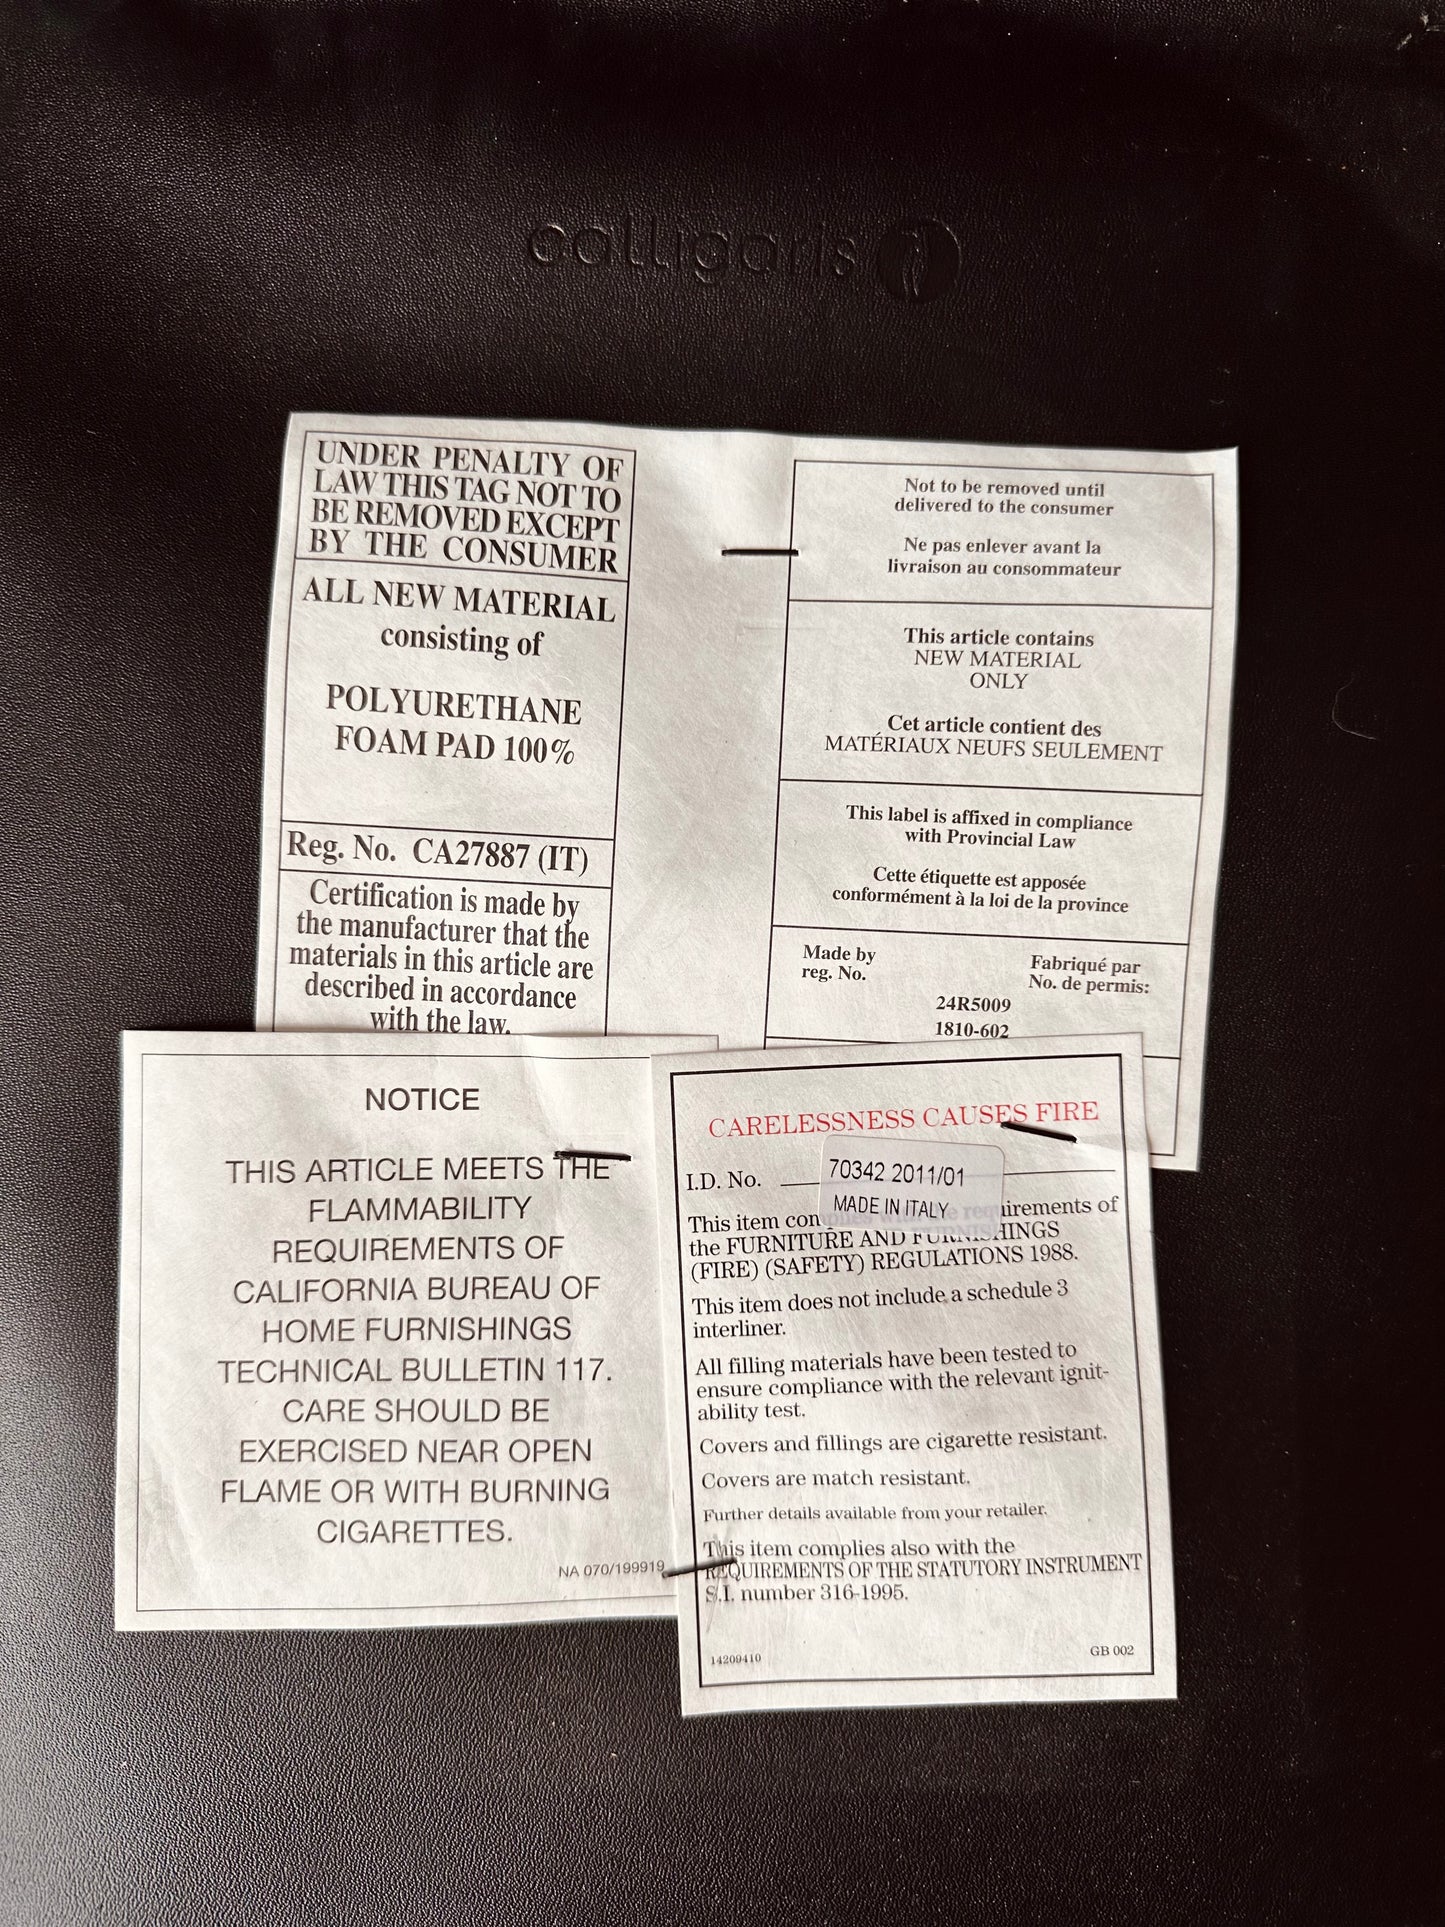 calligaris
UNDER PENALTY OF
LAW THIS TAG NOT TO
BE REMOVED EXCEPT
BY THE CONSUMER
ALL NEW MATERIAL
consisting of
POLYURETHANE
FOAM PAD 100%
Reg. No. CA27887 (IT)
Certification is made by
the manufacturer that the
materials in this article are
described in accordance
with the law.
Not to be removed until
delivered to the consumer
Ne pas enlever avant la
livraison au consommateur
This article contains
NEW MATERIAL
ONLY
Cet article contient des
MATÉRIAUX NEUFS SEULEMENT
This label is affixed in compliance
with Provincial Law
Cette étiquette est apposée
conformément à la loi de la province
Made by
reg. No.
Fabriqué par
No. de permis:
24R5009
1810-602
NOTICE
THIS ARTICLE MEETS THE
FLAMMABILITY
REQUIREMENTS OF
CALIFORNIA BUREAU OF
HOME FURNISHINGS
TECHNICAL BULLETIN 117.
CARE SHOULD BE
EXERCISED NEAR OPEN
FLAME OR WITH BURNING
CIGARETTES.
NA 070/199919
CARELESSNESS CAUSES FIRE
I.D. No.
70342 2011/01
MADE IN ITALY
This item complies with the requirements of
the FURNITURE AND FURNISHINGS
(FIRE) (SAFETY) REGULATIONS 1988.
This item does not include a schedule 3
interliner.
All filling materials have been tested to
ensure compliance with the relevant ignit-
ability test.
Covers and fillings are cigarette resistant.
Covers are match resistant.
Further details available from your retailer.
This item complies also with the
REQUIREMENTS OF THE STATUTORY INSTRUMENT
S.I. number 316-1995.
14209410
GB 002